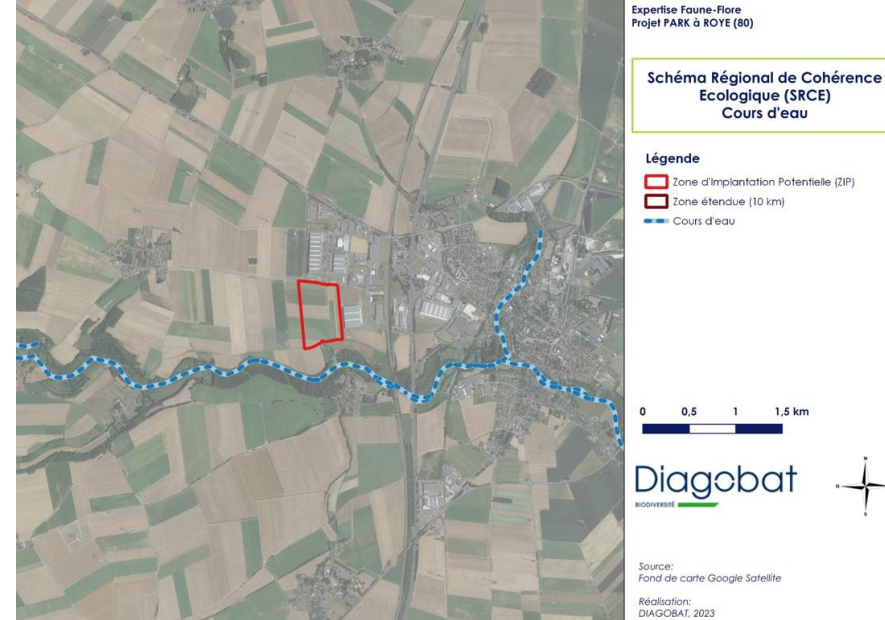 Expertise Faune-Flore
Projet PARK à ROYE (80)
Schéma Régional de Cohérence
Ecologique (SRCE)
Cours d'eau
Légende
Zone d'Implantation Potentielle (ZIP)
Zone étendue (10 km)
Cours d'eau
0 0,5 1 1,5 km
Diagobat
BIODIVERSITÉ
N
O
S
Source:
Fond de carte Google Satellite
Réalisation:
DIAGOBAT, 2023